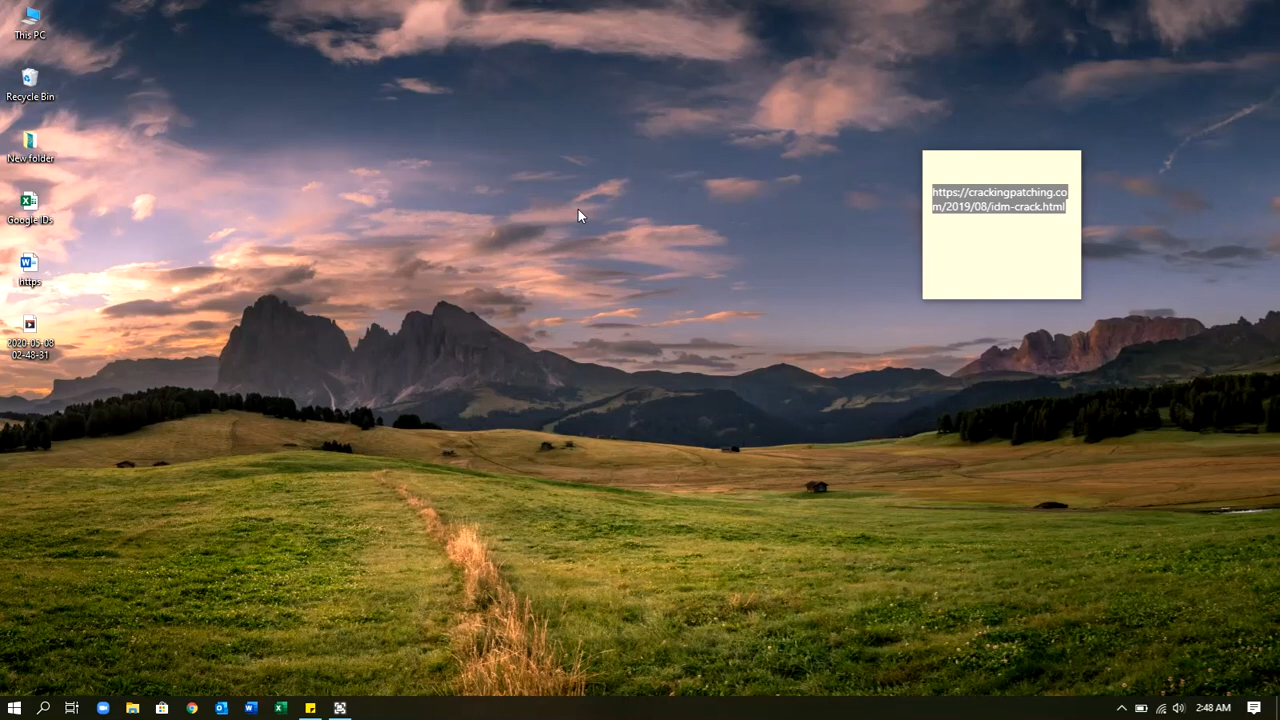 This PC
Recycle Bin
New folder
Google IDs
https
2020-05-08
02-48-31
https://crackingpatching.co
m/2019/08/idm-crack.html
2:48 AM